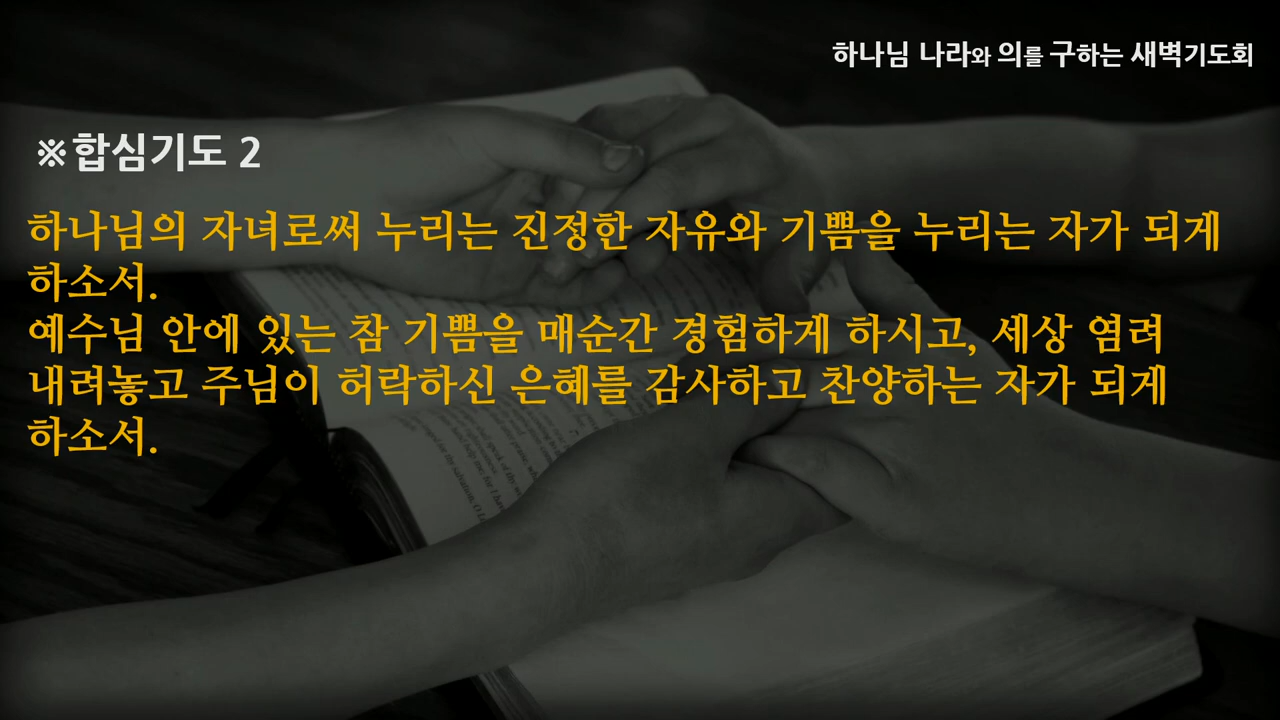 하나님 나라와 의를 구하는 새벽기도회
※합심기도 2
하나님의 자녀로써 누리는 진정한 자유와 기쁨을 누리는 자가 되게
하소서.
예수님 안에 있는 참 기쁨을 매순간 경험하게 하시고, 세상 염려
내려놓고 주님이 허락하신 은혜를 감사하고 찬양하는 자가 되게
하소서.